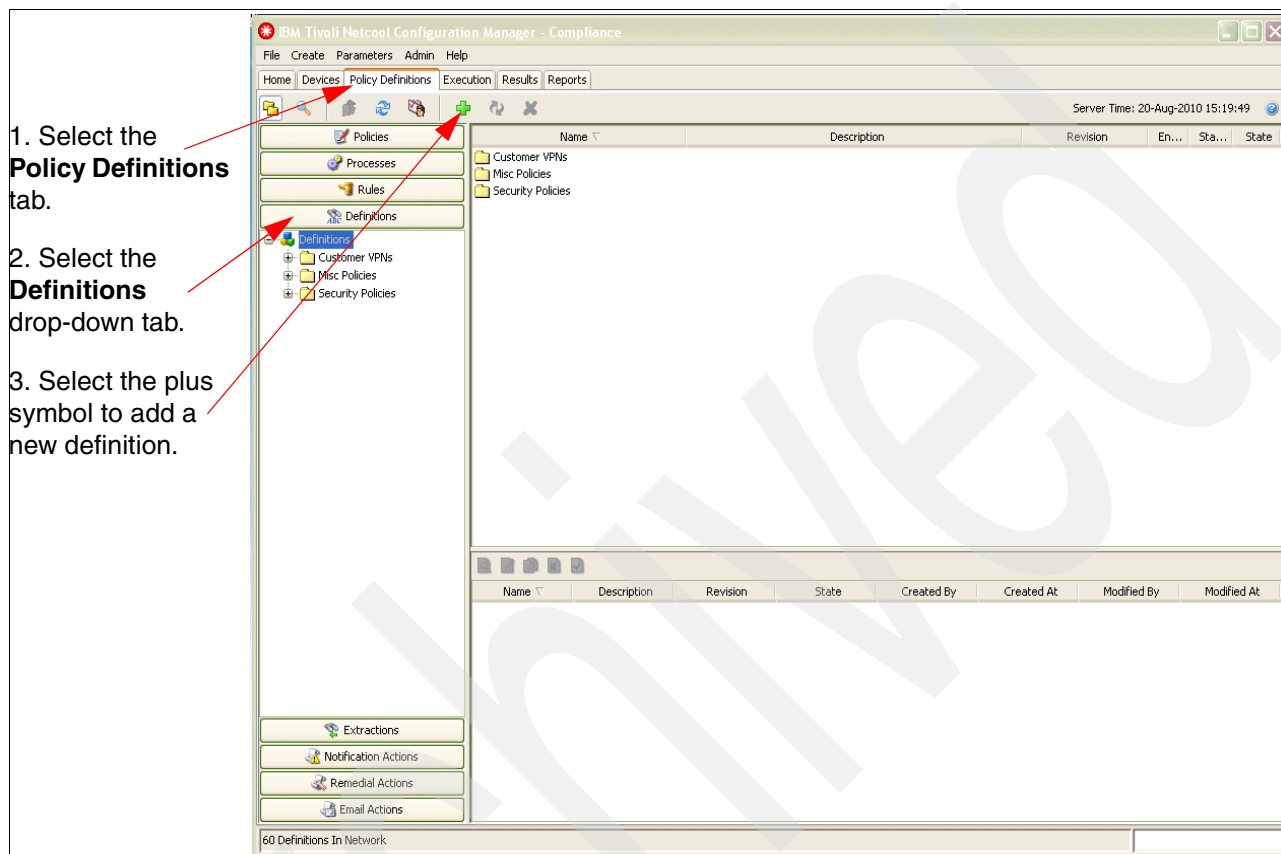 IBM Tivoli Netcool Configuration Manager - Compliance
File Create Parameters Admin Help
Home Devices Policy Definitions Execution Results Reports
Server Time: 20-Aug-2010 15:19:49
1. Select the
Policy Definitions
tab.
2. Select the
Definitions
drop-down tab.
3. Select the plus
symbol to add a
new definition.
Policies
Processes
Rules
Definitions
Definitions
Customer VPNs
Misc Policies
Security Policies
Extractions
Notification Actions
Remedial Actions
Email Actions
Name Description Revision En... Sta... State
Customer VPNs
Misc Policies
Security Policies
Name Description Revision State Created By Created At Modified By Modified At
60 Definitions In Network